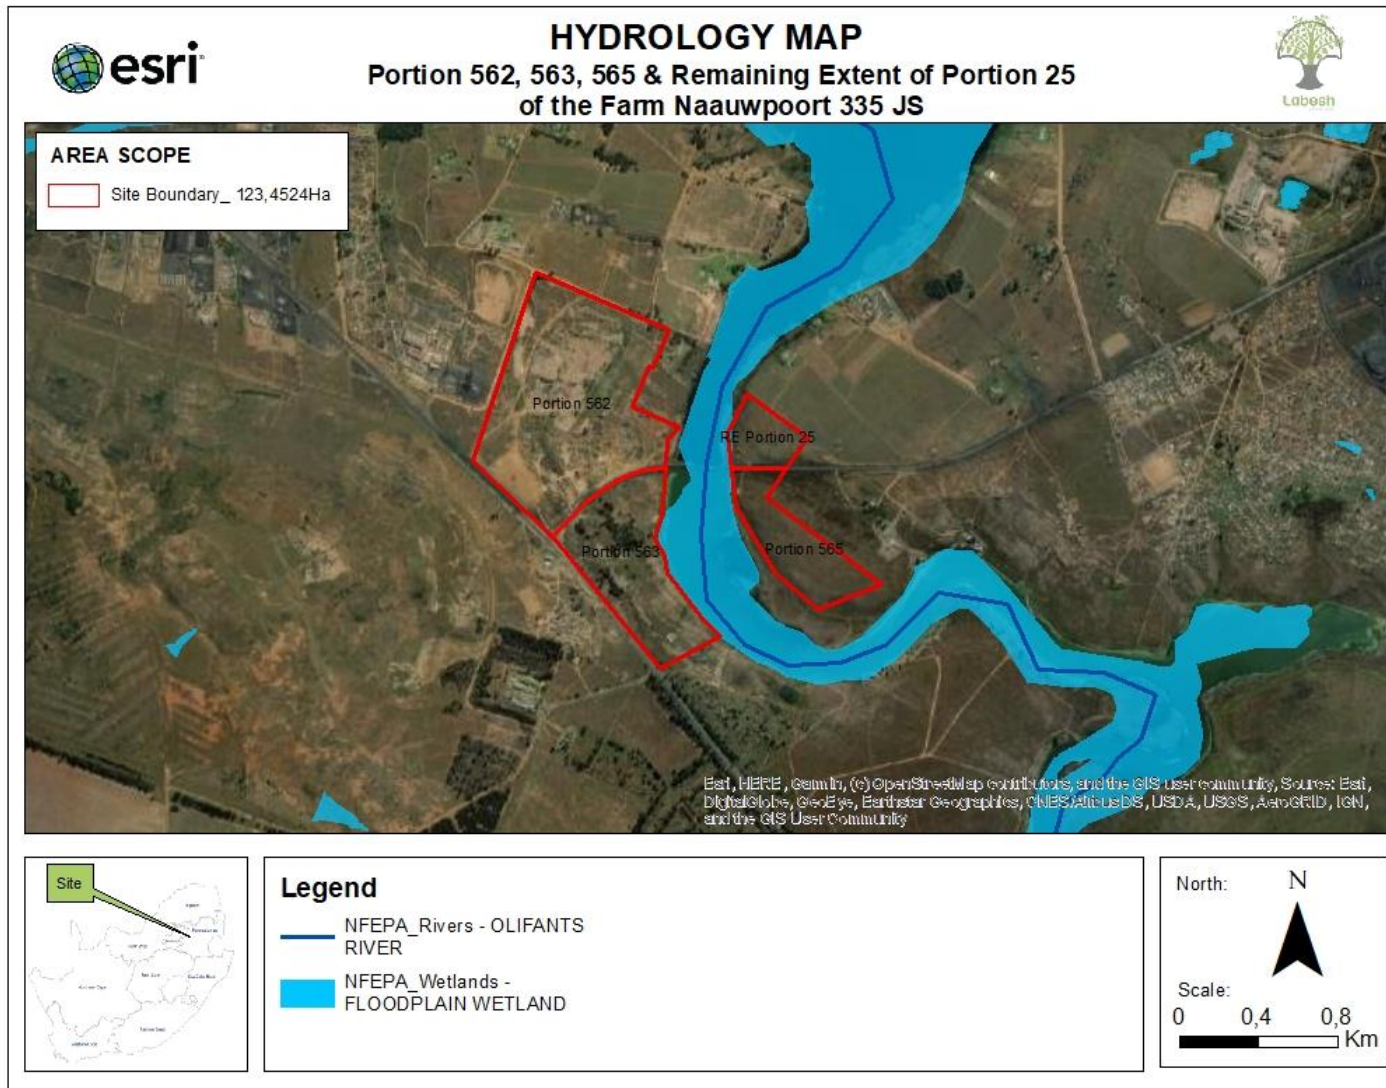 esri
HYDROLOGY MAP
Portion 562, 563, 565 & Remaining Extent of Portion 25
of the Farm Naauwpoort 335 JS
Labesh
AREA SCOPE
Site Boundary_ 123,4524Ha
Portion 562
RE Portion 25
Portion 563
Portion 565
Esri, HERE, Garmin, (c) OpenStreetMap contributors, and the GIS user community, Source: Esri,
DigitalGlobe, GeoEye, Earthstar Geographics, CNES/Airbus DS, USDA, USGS, AeroGRID, IGN,
and the GIS User Community
Site
Legend
NFEPA_Rivers - OLIFANTS
RIVER
NFEPA_Wetlands -
FLOODPLAIN WETLAND
North:
N
Scale:
0 0,4 0,8
Km